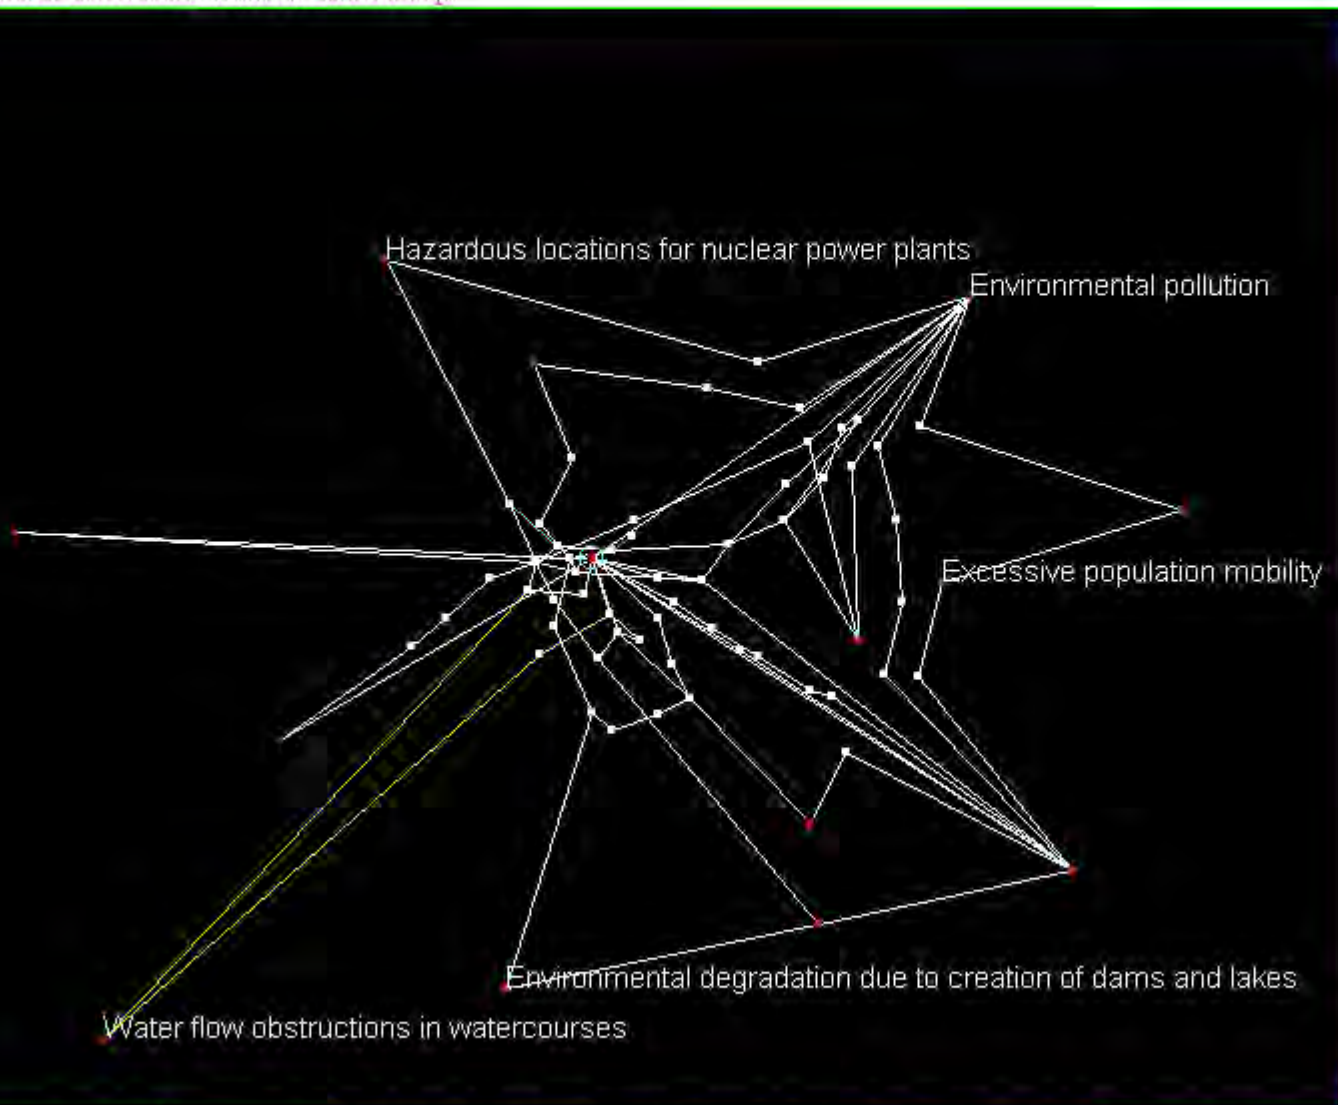 Hazardous locations for nuclear power plants
Environmental pollution
Excessive population mobility
Environmental degradation due to creation of dams and lakes
Water flow obstructions in watercourses